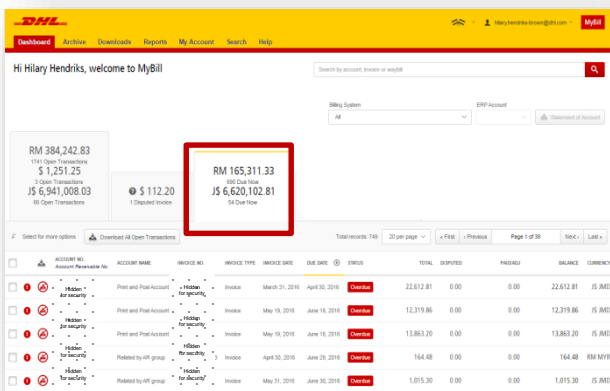 DHL
hilary.hendriks-brown@dhl.com
MyBill
Dashboard Archive Downloads Reports My Account Search Help
Hi Hilary Hendriks, welcome to MyBill
Search by account, invoice or waybill
Billing System ERP Account
All
Statement of Account
RM 384,242.83
1741 Open Transactions
$ 1,251.25
3 Open Transactions
J$ 6,941,008.03
66 Open Transactions
$ 112.20
1 Disputed Invoice
RM 165,311.33
695 Due Now
J$ 6,620,102.81
54 Due Now
Select for more options Download All Open Transactions Total records: 749 20 per page « First ‹ Previous Page 1 of 38 Next › Last »
ACCOUNT NO. ACCOUNT NAME INVOICE NO. INVOICE TYPE INVOICE DATE DUE DATE STATUS TOTAL DISPUTED PAID/ADJ BALANCE CURRENCY
Account Receivable No
Hidden for security Print and Post Account Hidden for security Invoice March 31, 2016 April 30, 2016 Overdue 22,612.81 0.00 0.00 22,612.81 J$ JMD
Print and Post Account Invoice May 19, 2016 June 18, 2016 Overdue 12,319.86 0.00 0.00 12,319.86 J$ JMD
Hidden for security Print and Post Account Hidden for security Invoice May 19, 2016 June 18, 2016 Overdue 13,863.20 0.00 0.00 13,863.20 J$ JMD
Hidden for security Related by AR group Hidden for security Invoice April 30, 2016 June 29, 2016 Overdue 164.48 0.00 0.00 164.48 RM MYR
Hidden for security Related by AR group Hidden for security Invoice May 31, 2016 June 30, 2016 Overdue 1,015.30 0.00 0.00 1,015.30 J$ JMD